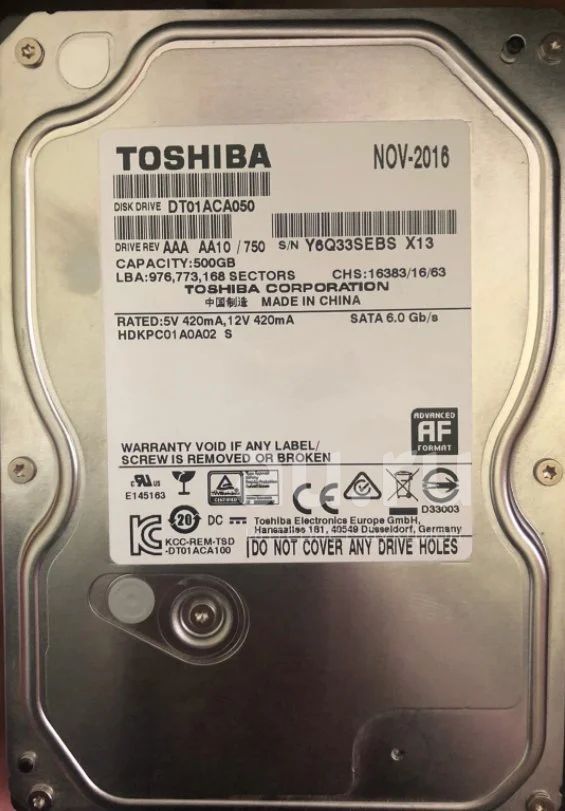 TOSHIBA NOV-2016
DISK DRIVE DT01ACA050
DRIVE REV AAA AA10 / 750 S/N Y6Q33SEBS X13
CAPACITY:500GB
LBA:976,773,168 SECTORS CHS:16383/16/63
TOSHIBA CORPORATION
中国制造 MADE IN CHINA
RATED:5V 420mA,12V 420mA SATA 6.0 Gb/s
HDKPC01A0A02 S
ADVANCED
AF
FORMAT
WARRANTY VOID IF ANY LABEL/
SCREW IS REMOVED OR BROKEN
E145163
D33003
20 DC
Toshiba Electronics Europe GmbH,
Hansaallee 181, 40549 Dusseldorf, Germany
KCC-REM-TSD
-DT01ACA100
DO NOT COVER ANY DRIVE HOLES